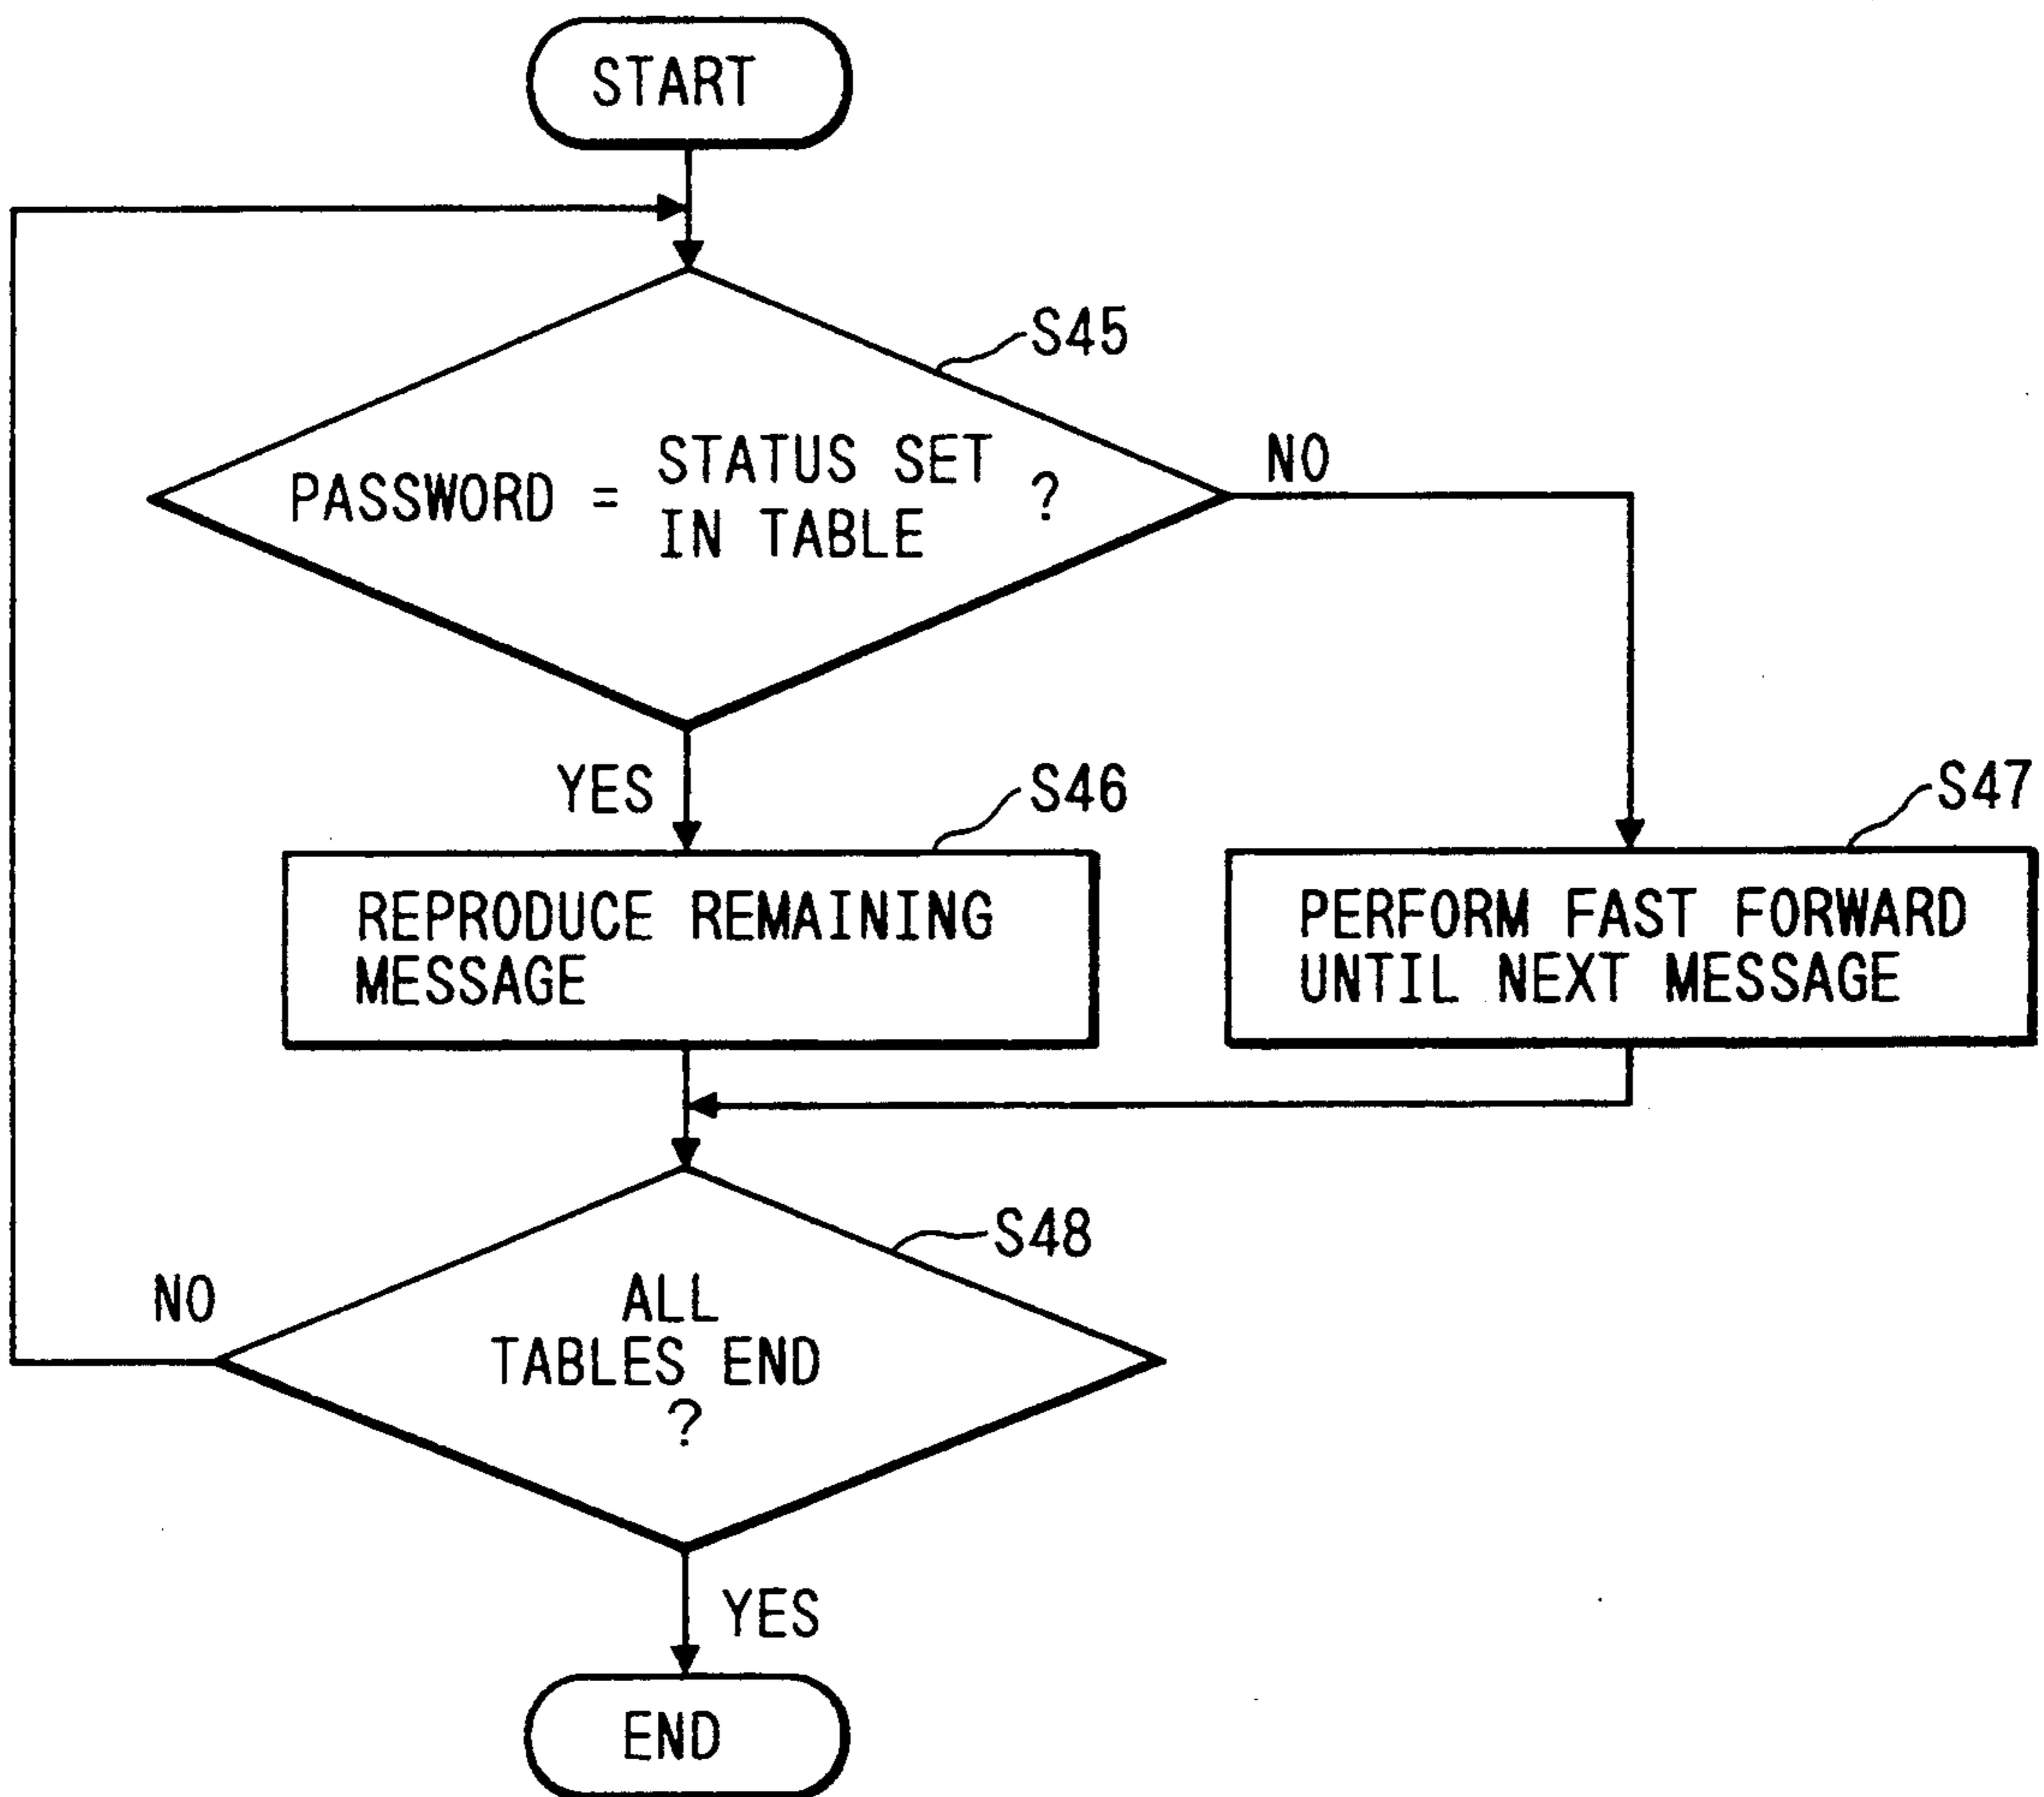 START
S45
PASSWORD = STATUS SET IN TABLE ?
NO
YES
S46
S47
REPRODUCE REMAINING
MESSAGE
PERFORM FAST FORWARD
UNTIL NEXT MESSAGE
S48
NO
ALL
TABLES END
?
YES
END